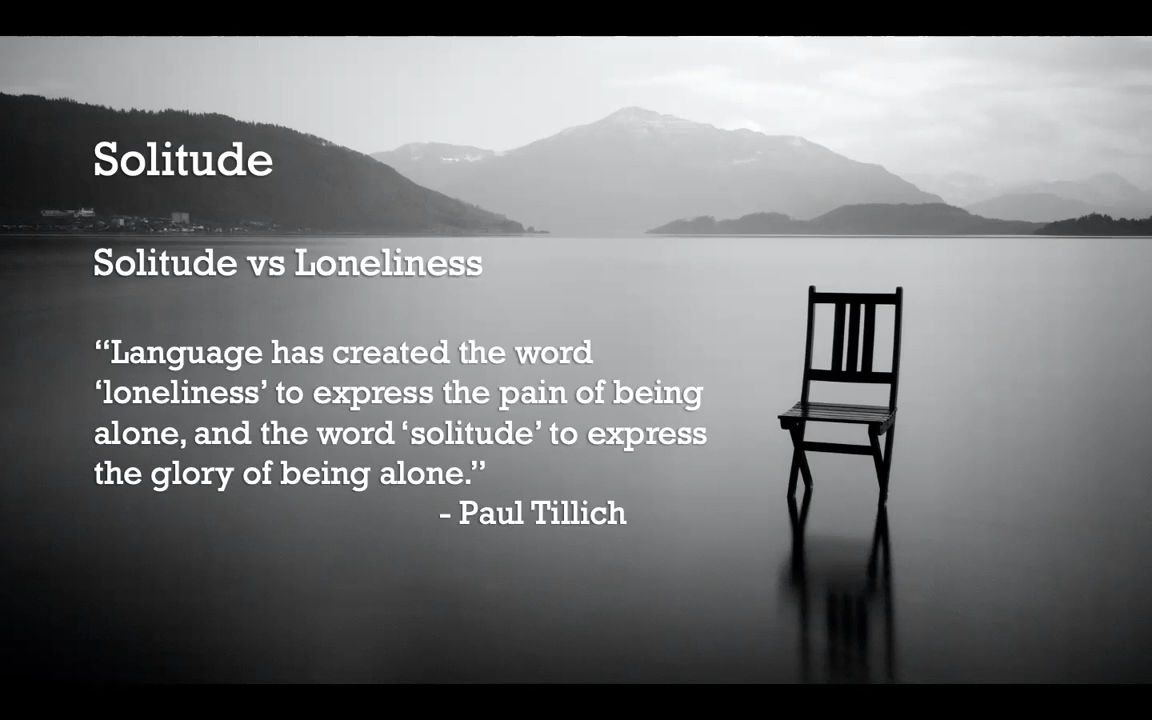 Solitude
Solitude vs Loneliness
“Language has created the word
‘loneliness’ to express the pain of being
alone, and the word ‘solitude’ to express
the glory of being alone.”
- Paul Tillich